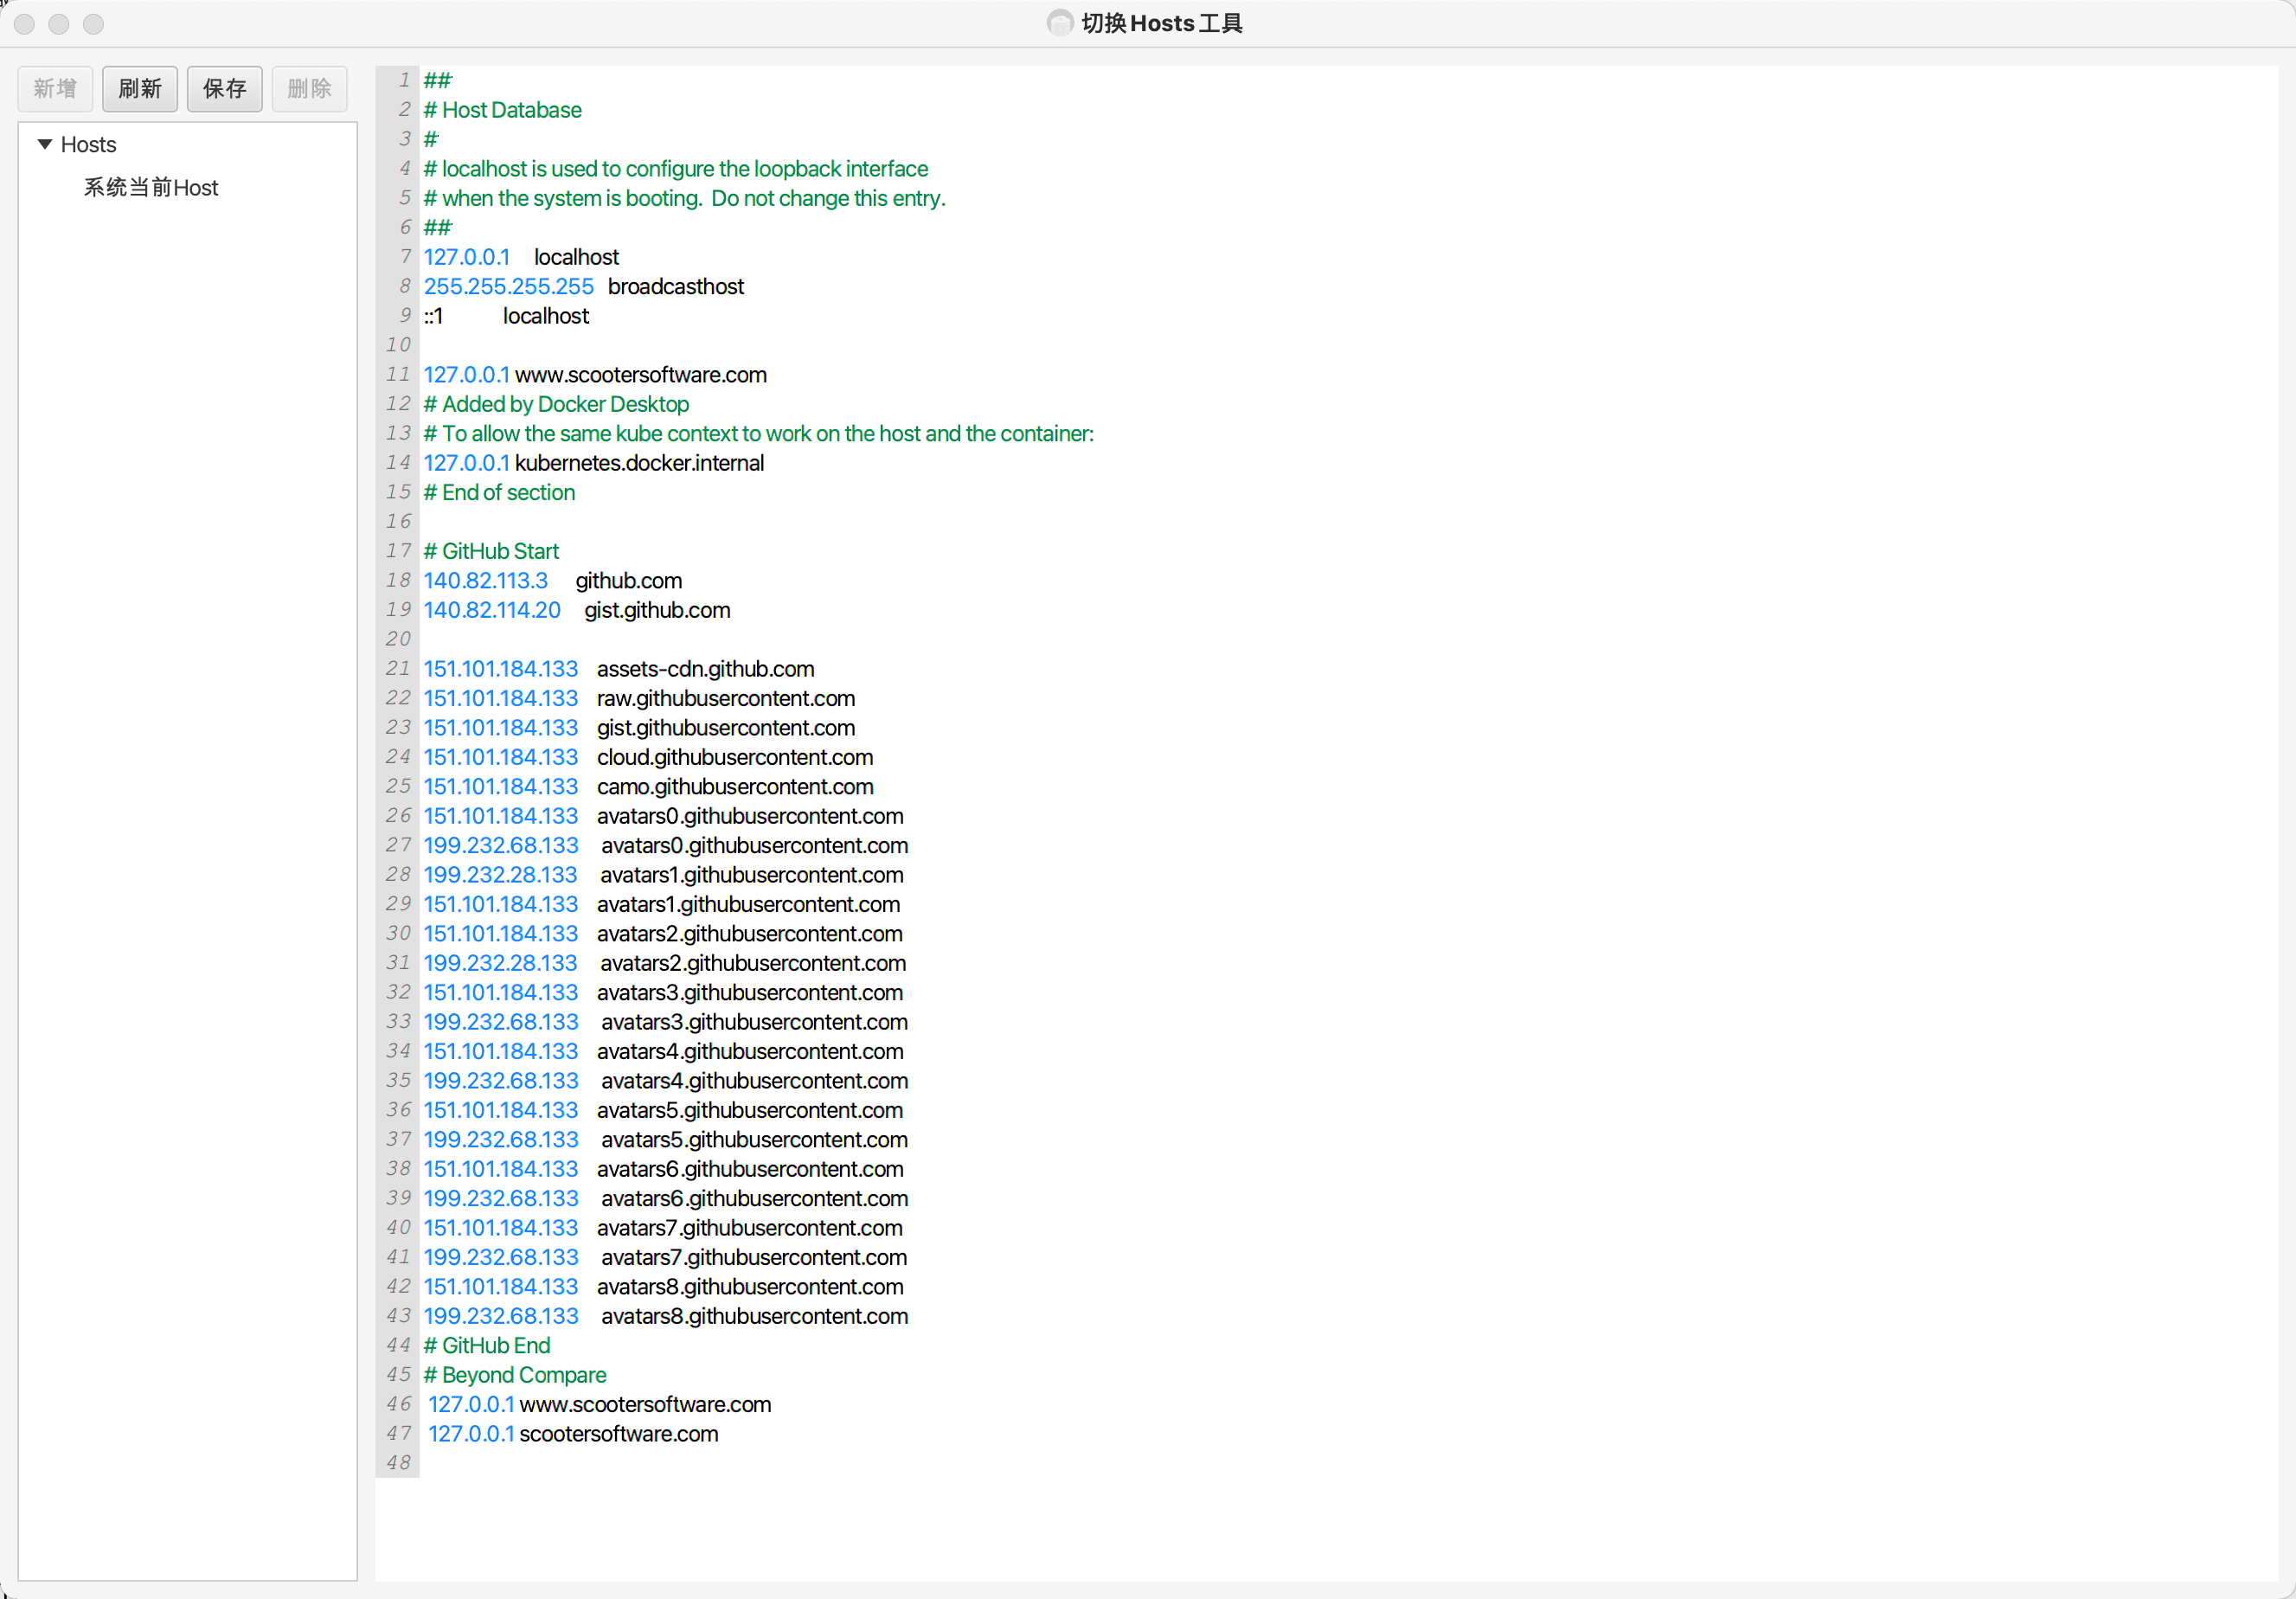 切换Hosts工具
新增 刷新 保存 删除
Hosts
系统当前Host
1 ##
2 # Host Database
3 #
4 # localhost is used to configure the loopback interface
5 # when the system is booting.  Do not change this entry.
6 ##
7 127.0.0.1 localhost
8 255.255.255.255 broadcasthost
9 ::1 localhost
10
11 127.0.0.1 www.scootersoftware.com
12 # Added by Docker Desktop
13 # To allow the same kube context to work on the host and the container:
14 127.0.0.1 kubernetes.docker.internal
15 # End of section
16
17 # GitHub Start
18 140.82.113.3 github.com
19 140.82.114.20 gist.github.com
20
21 151.101.184.133 assets-cdn.github.com
22 151.101.184.133 raw.githubusercontent.com
23 151.101.184.133 gist.githubusercontent.com
24 151.101.184.133 cloud.githubusercontent.com
25 151.101.184.133 camo.githubusercontent.com
26 151.101.184.133 avatars0.githubusercontent.com
27 199.232.68.133 avatars0.githubusercontent.com
28 199.232.28.133 avatars1.githubusercontent.com
29 151.101.184.133 avatars1.githubusercontent.com
30 151.101.184.133 avatars2.githubusercontent.com
31 199.232.28.133 avatars2.githubusercontent.com
32 151.101.184.133 avatars3.githubusercontent.com
33 199.232.68.133 avatars3.githubusercontent.com
34 151.101.184.133 avatars4.githubusercontent.com
35 199.232.68.133 avatars4.githubusercontent.com
36 151.101.184.133 avatars5.githubusercontent.com
37 199.232.68.133 avatars5.githubusercontent.com
38 151.101.184.133 avatars6.githubusercontent.com
39 199.232.68.133 avatars6.githubusercontent.com
40 151.101.184.133 avatars7.githubusercontent.com
41 199.232.68.133 avatars7.githubusercontent.com
42 151.101.184.133 avatars8.githubusercontent.com
43 199.232.68.133 avatars8.githubusercontent.com
44 # GitHub End
45 # Beyond Compare
46 127.0.0.1 www.scootersoftware.com
47 127.0.0.1 scootersoftware.com
48